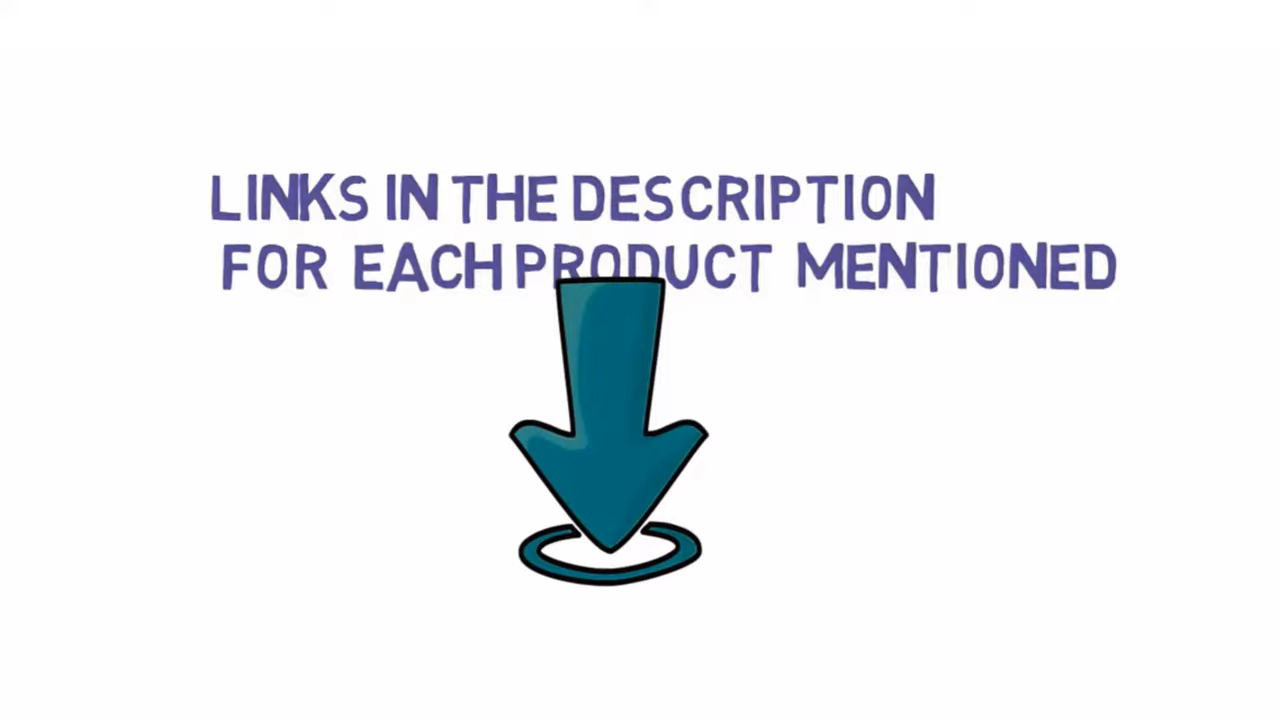 LINKS IN THE DESCRIPTION
FOR EACH PRODUCT MENTIONED